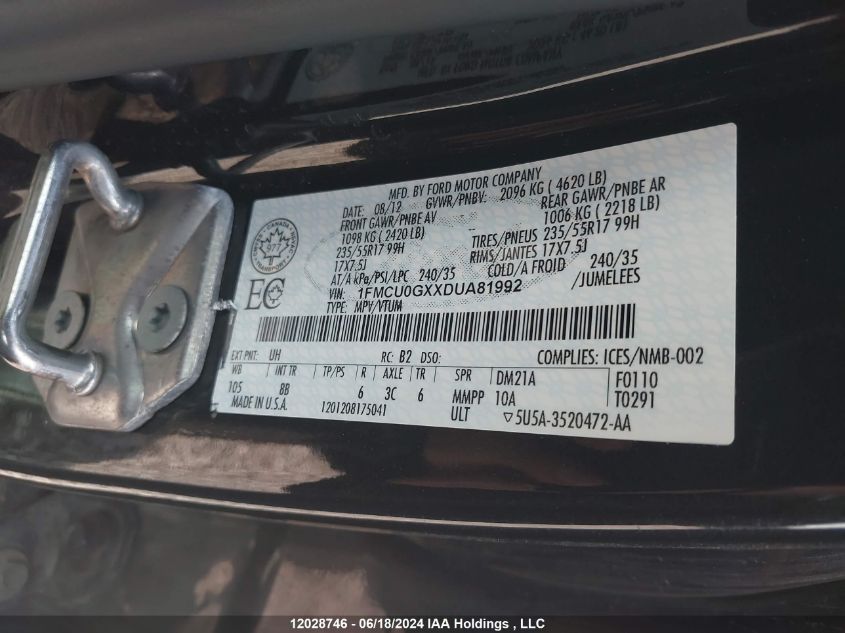 MFD. BY FORD MOTOR COMPANY
DATE: 08/12 GVWR/PNBV: 2096 KG ( 4620 LB)
FRONT GAWR/PNBE AV REAR GAWR/PNBE AR
1098 KG ( 2420 LB) 1006 KG ( 2218 LB)
235/55R17 99H TIRES/PNEUS 235/55R17 99H
17X7.5J RIMS/JANTES 17X7.5J
AT/A kPa/PSI/LPC 240/35 COLD/A FROID 240/35
VIN: 1FMCU0GXXDUA81992 /JUMELEES
TYPE: MPV/VTUM
CANADA
977
TRANSPORT
EC
EXT PNT: UH RC: B2 DSO: COMPLIES: ICES/NMB-002
WB INT TR TP/PS R AXLE TR SPR DM21A F0110
105 8B 6 3C 6 MMPP 10A T0291
MADE IN U.S.A. 1201208175041 ULT ▽5U5A-3520472-AA
12028746 - 06/18/2024 IAA Holdings , LLC